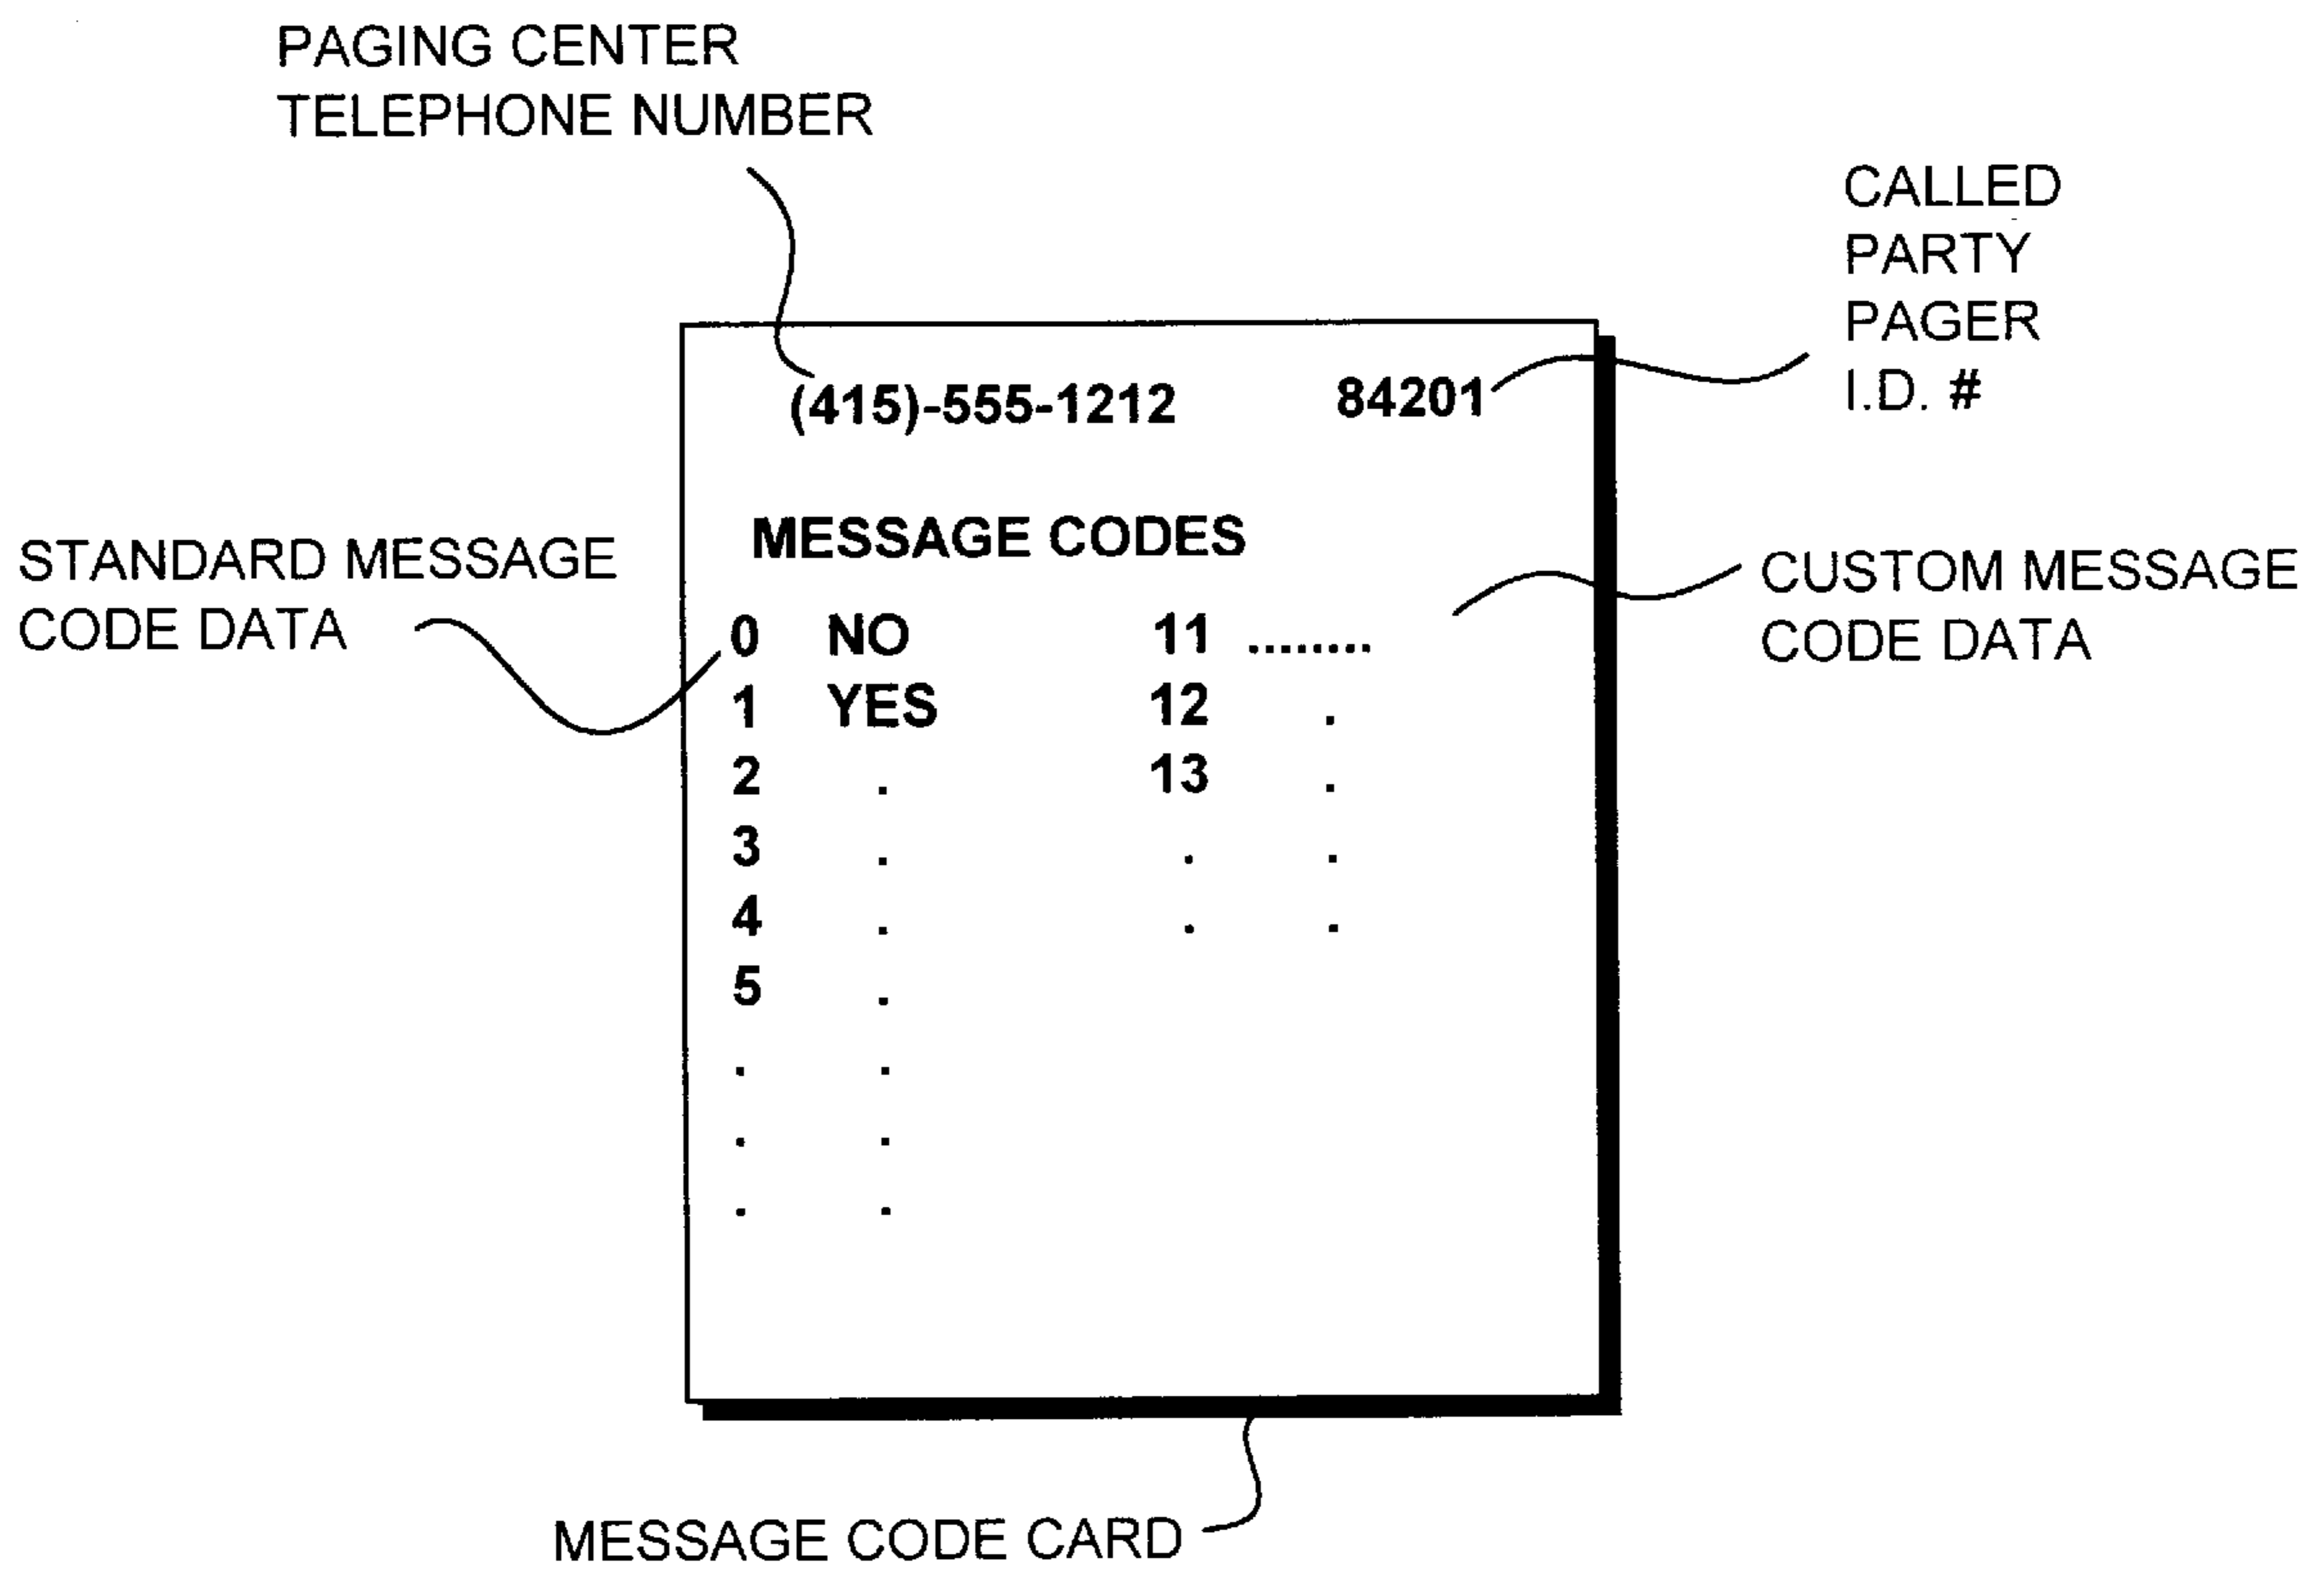 PAGING CENTER
TELEPHONE NUMBER
CALLED
PARTY
PAGER
I.D. #
(415)-555-1212 84201
MESSAGE CODES
STANDARD MESSAGE
CODE DATA
CUSTOM MESSAGE
CODE DATA
0 NO 11 ........
1 YES 12 .
2 . 13 .
3 . . .
4 . . .
5 .
. .
. .
. .
MESSAGE CODE CARD